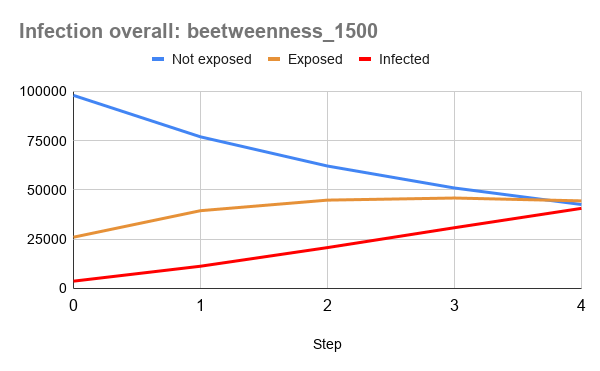 Infection overall: beetweenness_1500
Not exposed Exposed Infected
100000
75000
50000
25000
0
0 1 2 3 4
Step